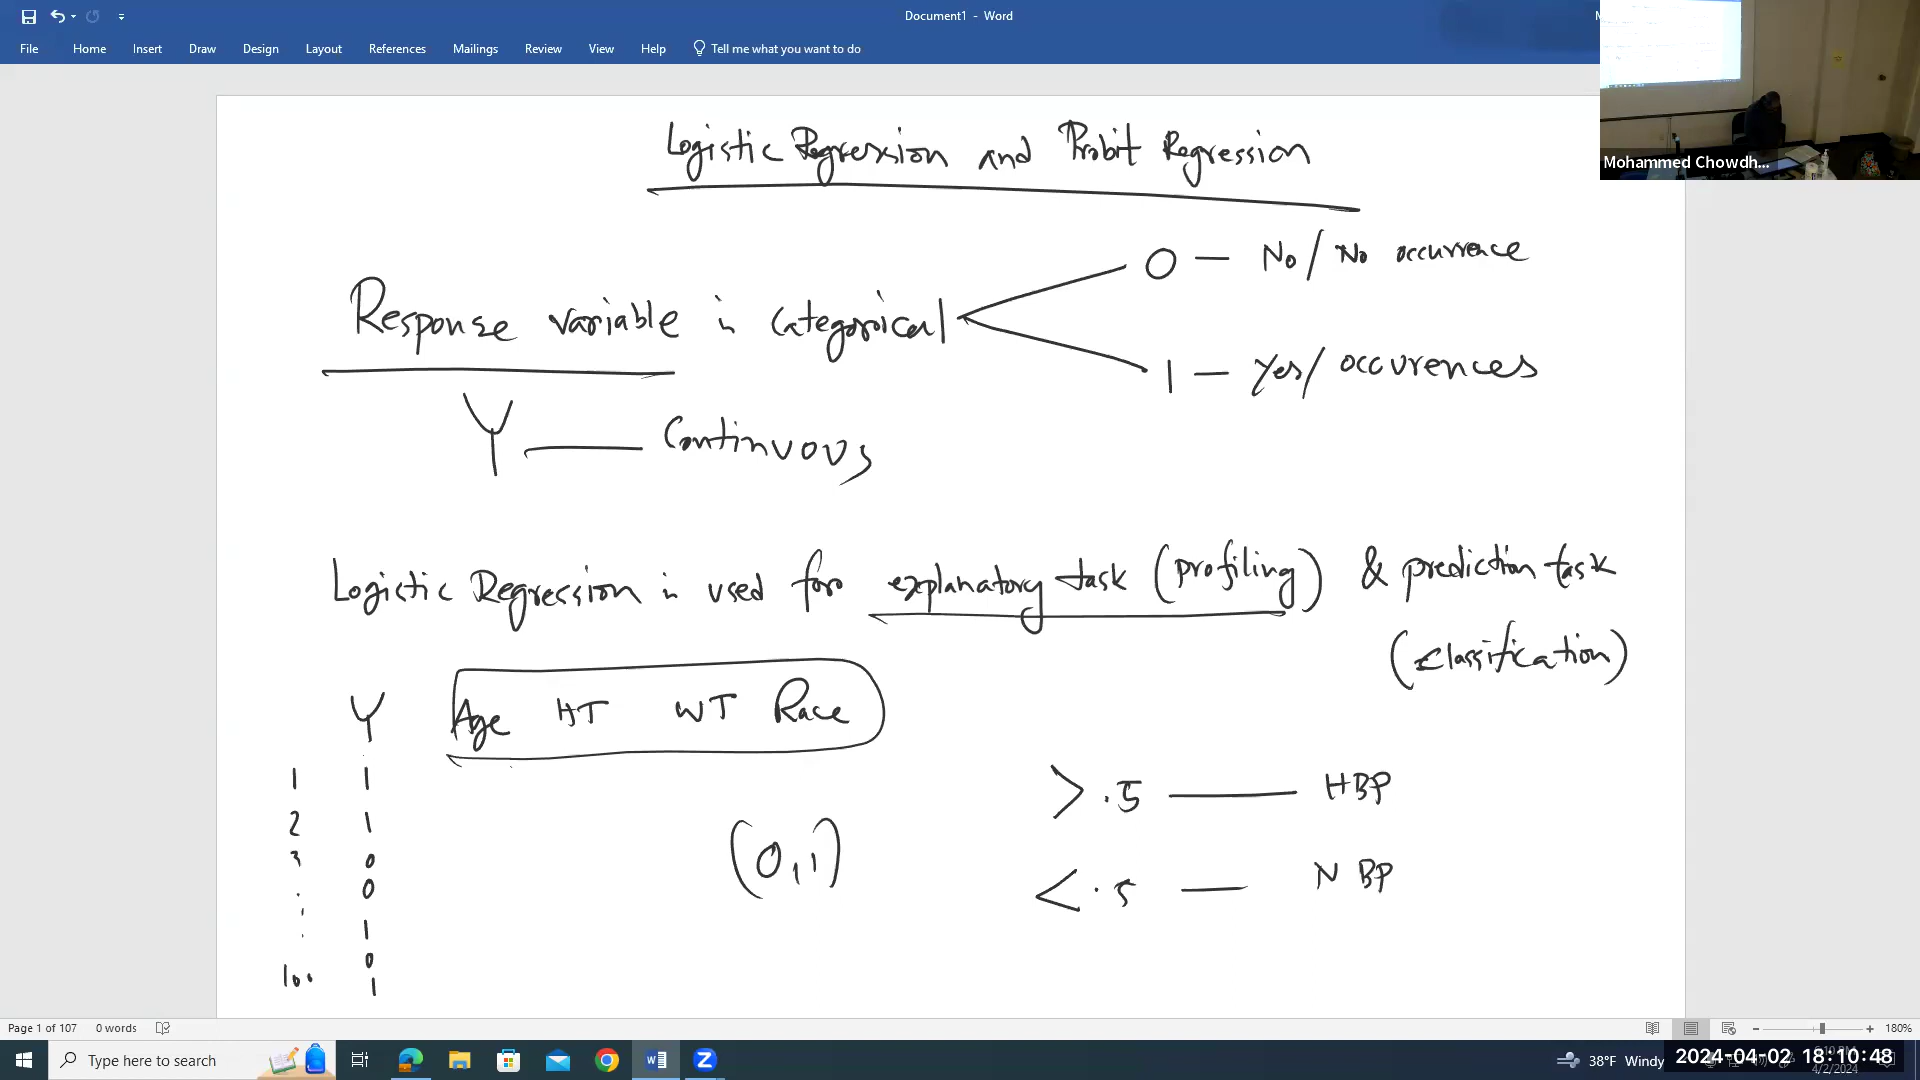 Document1 - Word
File Home Insert Draw Design Layout References Mailings Review View Help Tell me what you want to do
Mohammed Chowdh...
Logistic Regression and Probit Regression
0 — No / No occurrence
Response variable is categorical
1 — Yes / occurences
Y — Continuous
Logistic Regression is used for explanatory task (profiling) & prediction task
(classification)
Y Age HT WT Race
1 1
2 1
3 0
. 0
: 1
. 0
100 1
(0,1)
> .5 — HBP
< .5 — N BP
Page 1 of 107 0 words 180%
Type here to search
38°F Windy
2024-04-02 18:10:48
4/2/2024